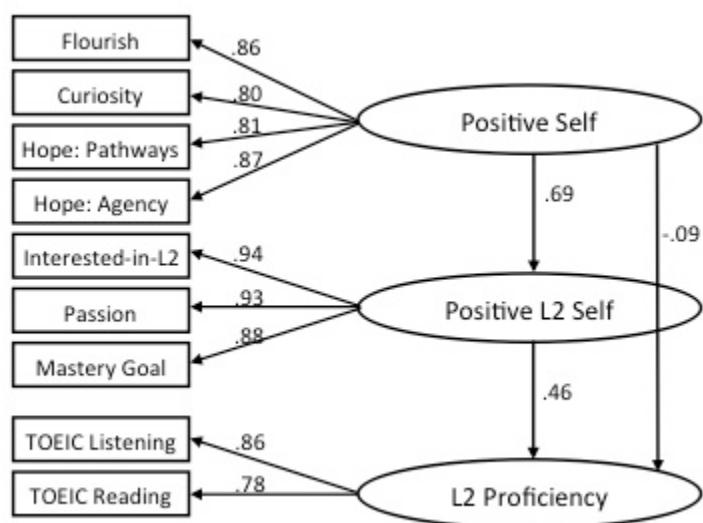 Flourish
.86
Curiosity
.80
Positive Self
.81
Hope: Pathways
.87
Hope: Agency
.69
Interested-in-L2
.94
-.09
Passion
.93
Positive L2 Self
.88
Mastery Goal
.46
TOEIC Listening
.86
TOEIC Reading
.78
L2 Proficiency